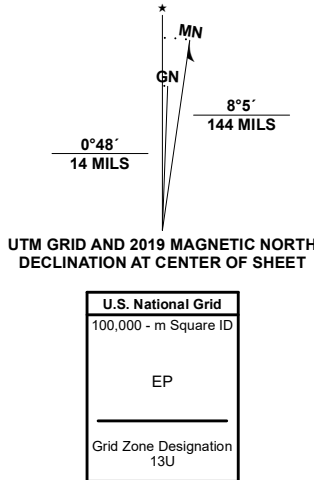 ★
MN
GN
8°5´
144 MILS
0°48´
14 MILS
UTM GRID AND 2019 MAGNETIC NORTH
DECLINATION AT CENTER OF SHEET
U.S. National Grid
100,000 - m Square ID
EP
Grid Zone Designation
13U